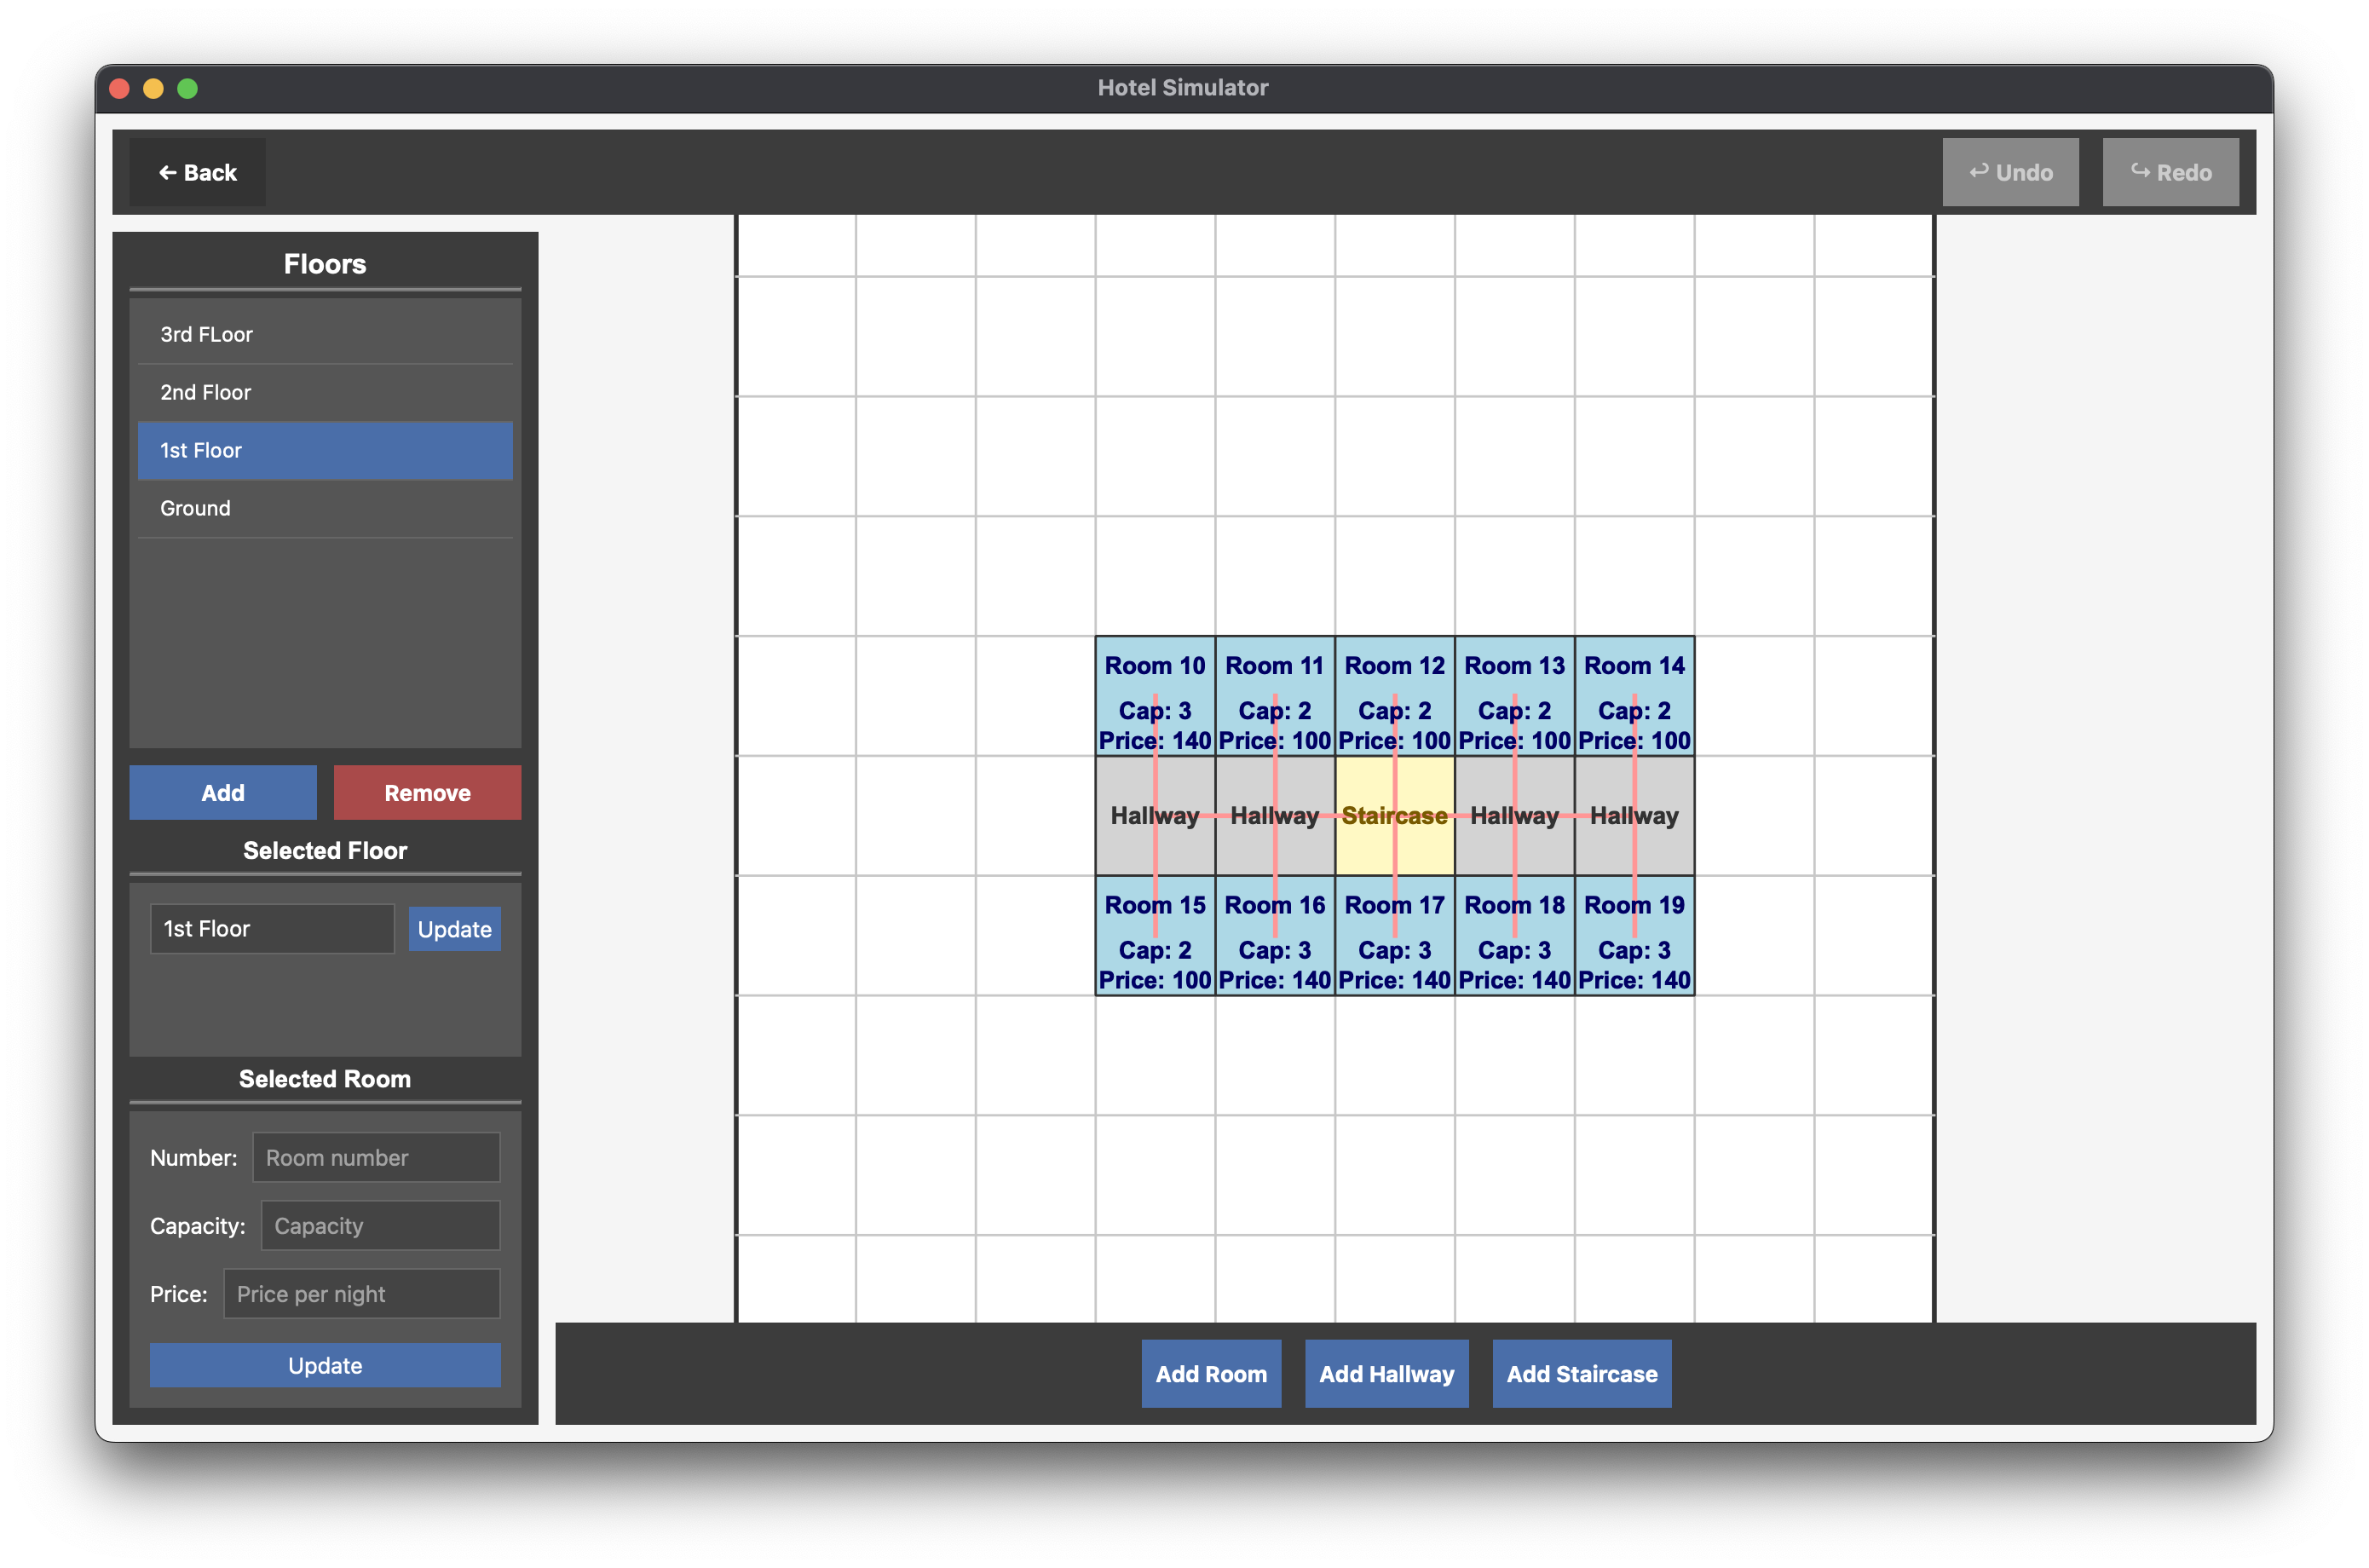 Hotel Simulator
← Back
↩ Undo
↪ Redo
Floors
3rd FLoor
2nd Floor
1st Floor
Ground
Add
Remove
Selected Floor
1st Floor
Update
Selected Room
Number:
Room number
Capacity:
Capacity
Price:
Price per night
Update
Room 10 Room 11 Room 12 Room 13 Room 14
Cap: 3 Cap: 2 Cap: 2 Cap: 2 Cap: 2
Price: 140 Price: 100 Price: 100 Price: 100 Price: 100
Hallway Hallway Staircase Hallway Hallway
Room 15 Room 16 Room 17 Room 18 Room 19
Cap: 2 Cap: 3 Cap: 3 Cap: 3 Cap: 3
Price: 100 Price: 140 Price: 140 Price: 140 Price: 140
Add Room
Add Hallway
Add Staircase